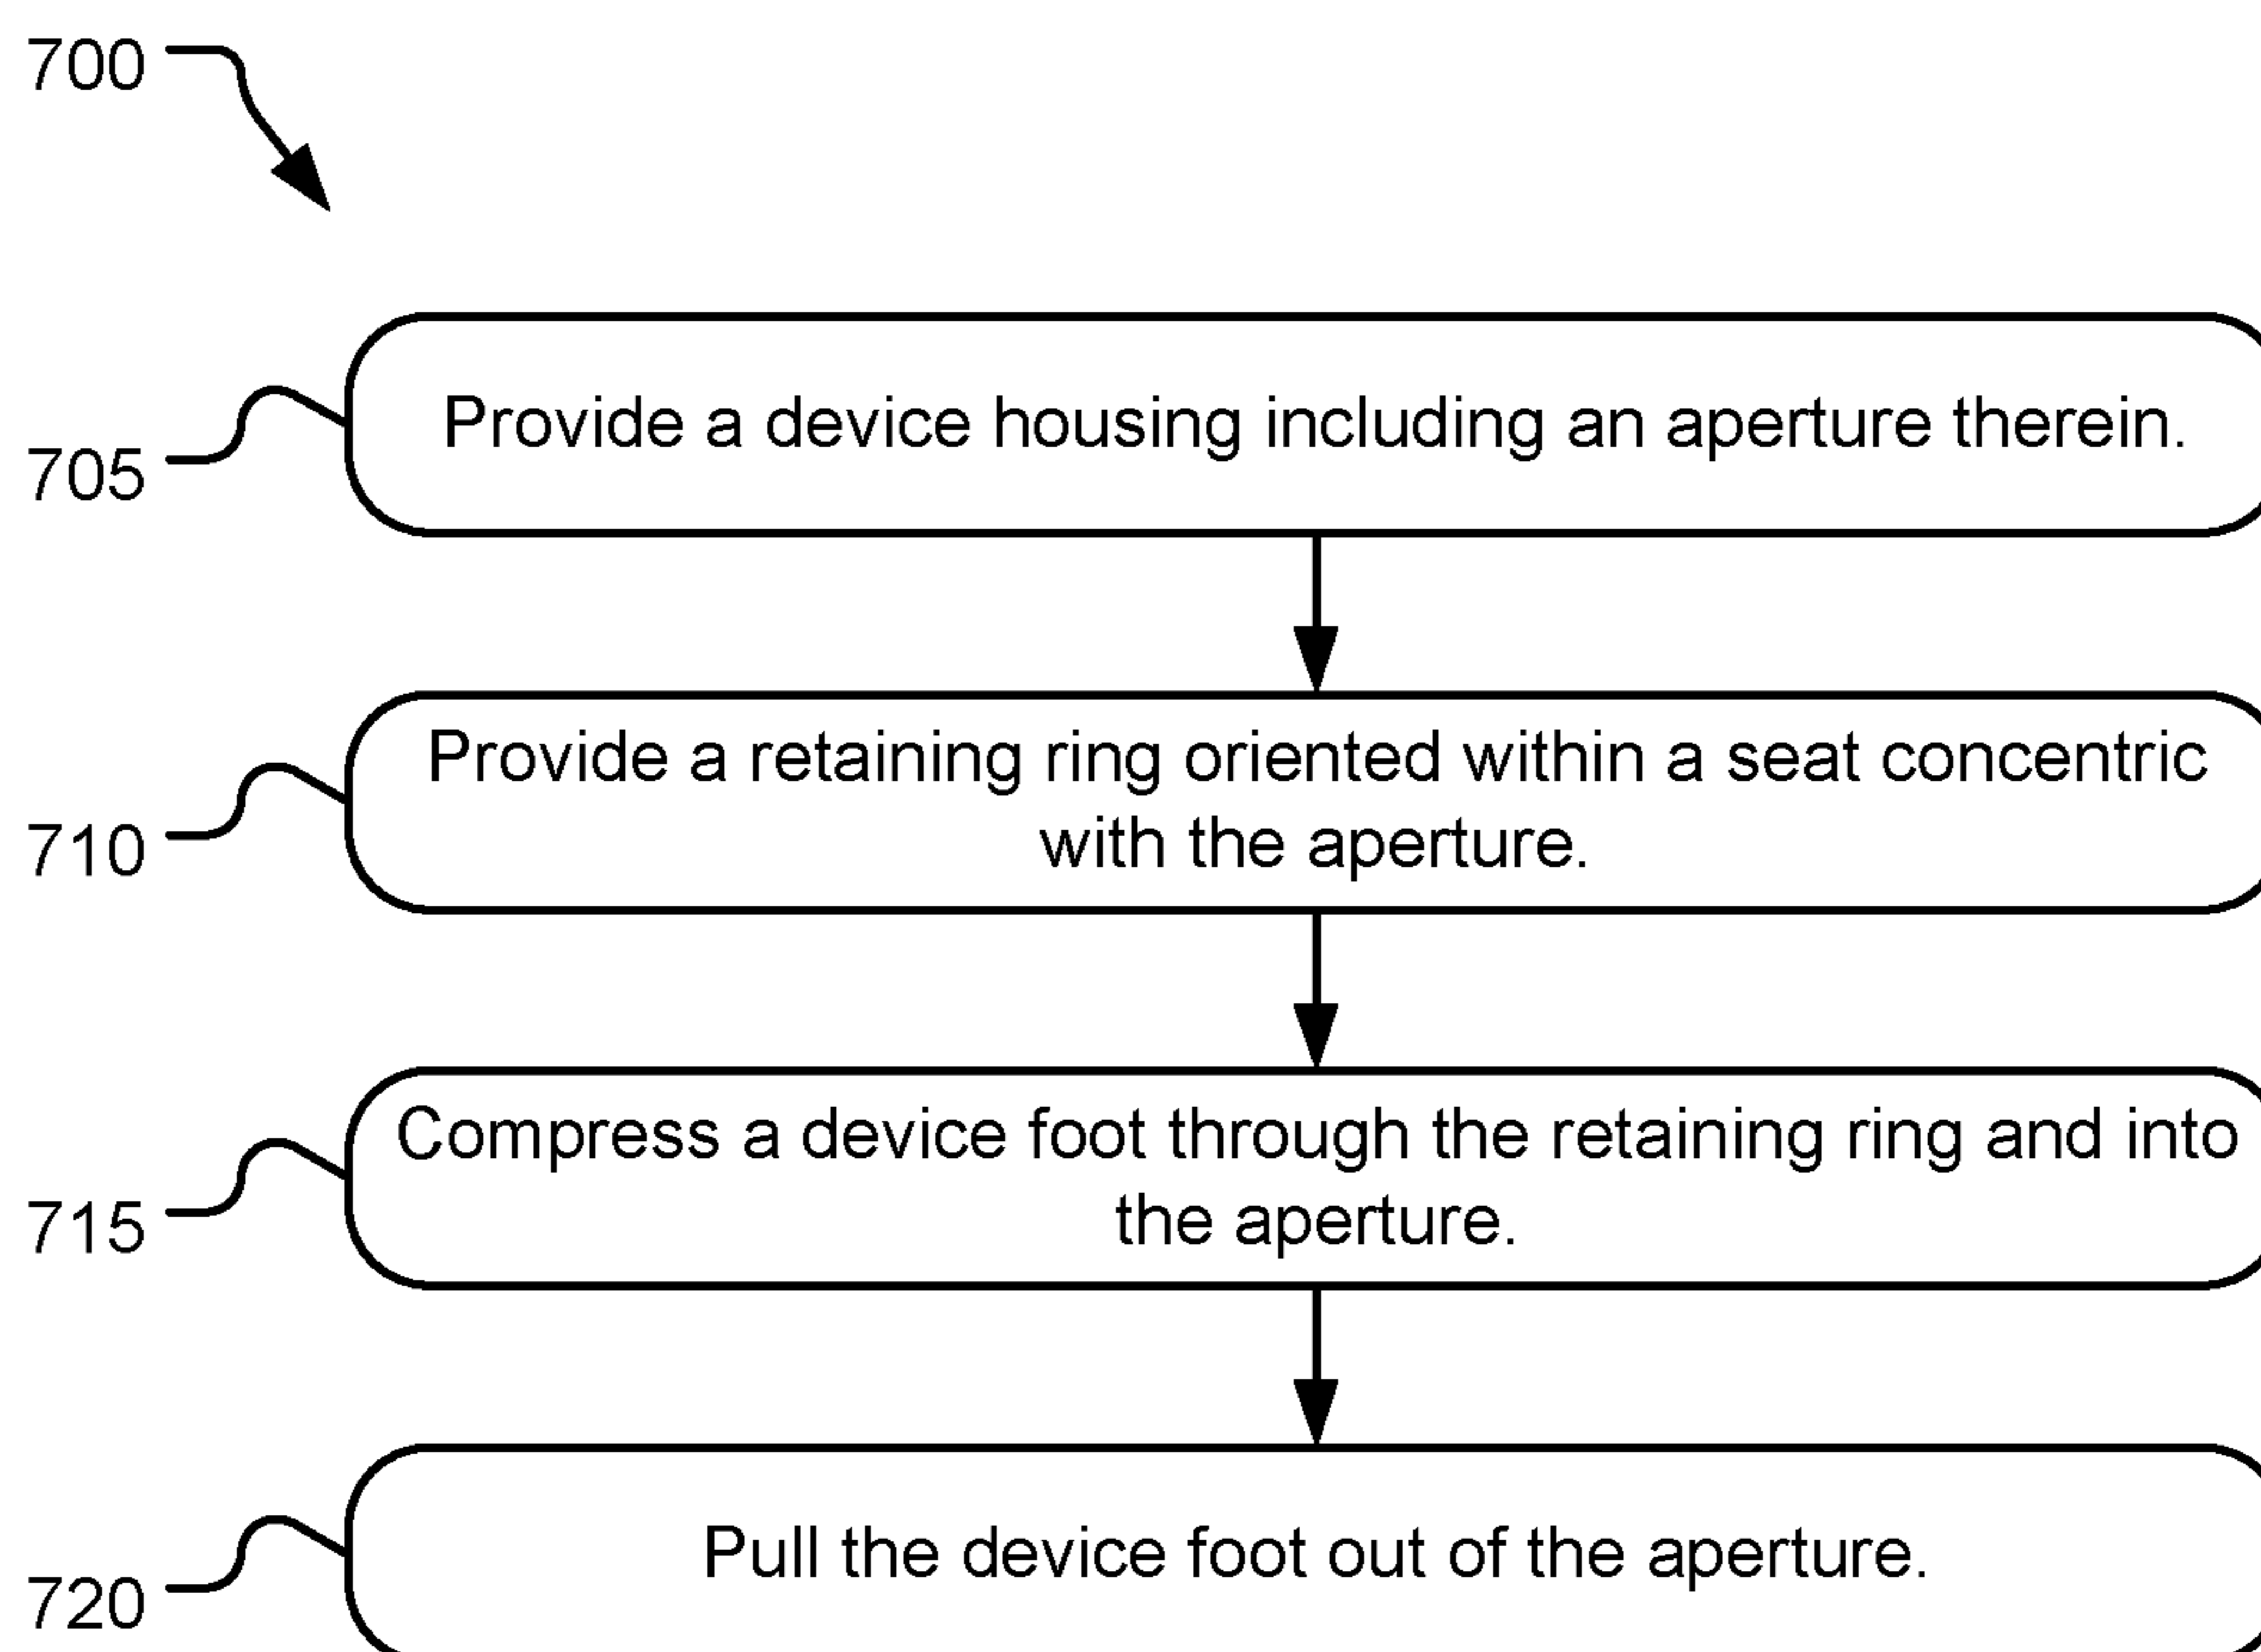 700
705
Provide a device housing including an aperture therein.
710
Provide a retaining ring oriented within a seat concentric
with the aperture.
715
Compress a device foot through the retaining ring and into
the aperture.
720
Pull the device foot out of the aperture.